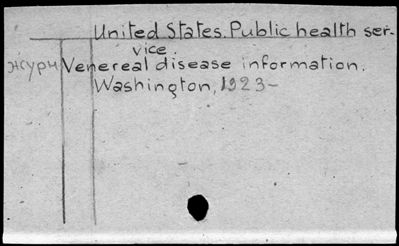 United States. Public health ser-
vice.
журн Venereal disease information.
Washington, 1923-